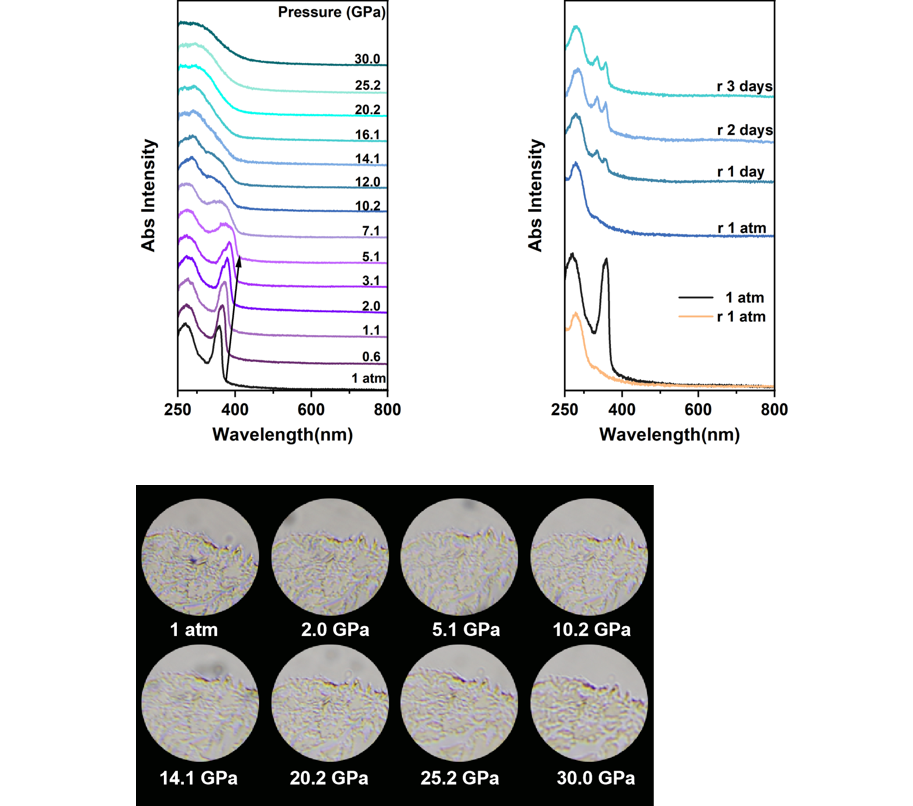 Pressure (GPa)
30.0
25.2
20.2
16.1
14.1
12.0
10.2
7.1
5.1
3.1
2.0
1.1
0.6
1 atm
Abs Intensity
250 400 600 800
Wavelength(nm)
r 3 days
r 2 days
r 1 day
r 1 atm
1 atm
r 1 atm
Abs Intensity
250 400 600 800
Wavelength(nm)
1 atm 2.0 GPa 5.1 GPa 10.2 GPa
14.1 GPa 20.2 GPa 25.2 GPa 30.0 GPa